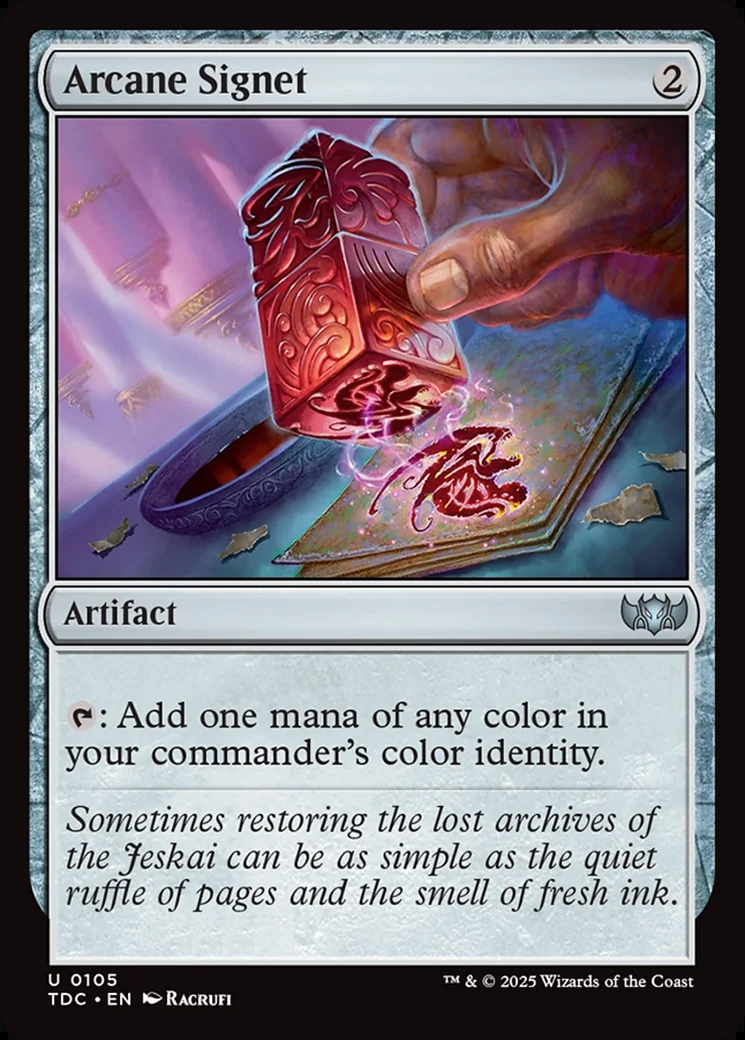 Arcane Signet 2
Artifact
: Add one mana of any color in
your commander's color identity.
Sometimes restoring the lost archives of
the Jeskai can be as simple as the quiet
ruffle of pages and the smell of fresh ink.
U 0105
TDC • EN Racrufi
™ & © 2025 Wizards of the Coast